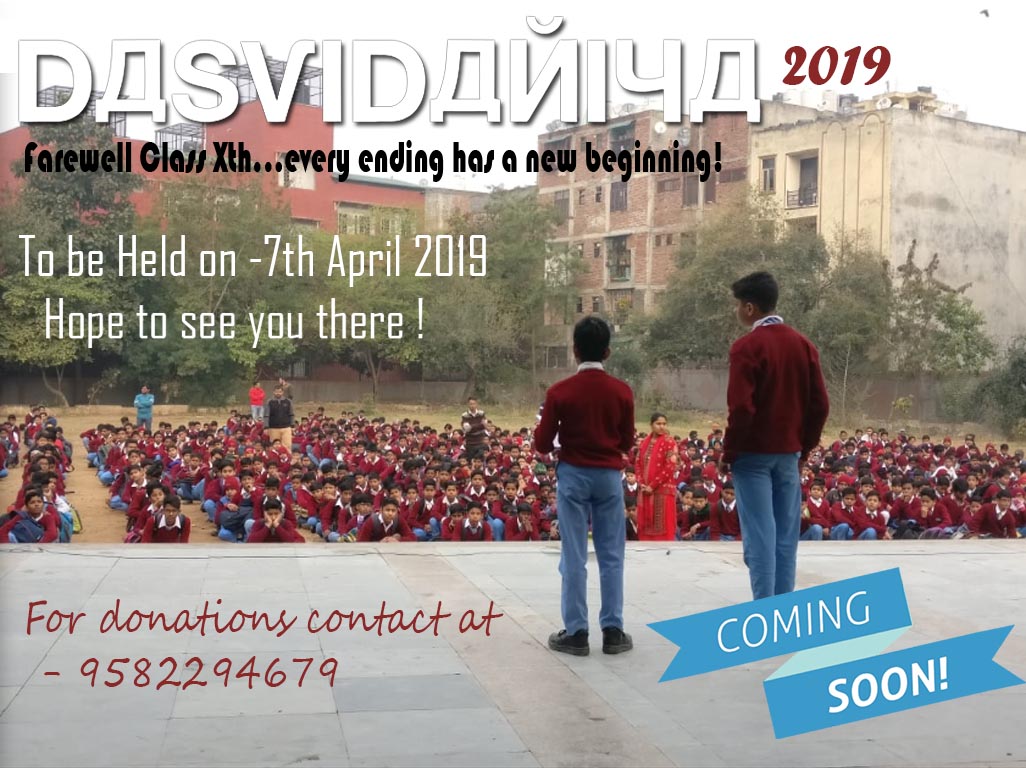 DДSVIDДЙIЧД 2019
Farewell Class Xth...every ending has a new beginning!
To be Held on -7th April 2019
Hope to see you there !
For donations contact at
- 9582294679
COMING
SOON!